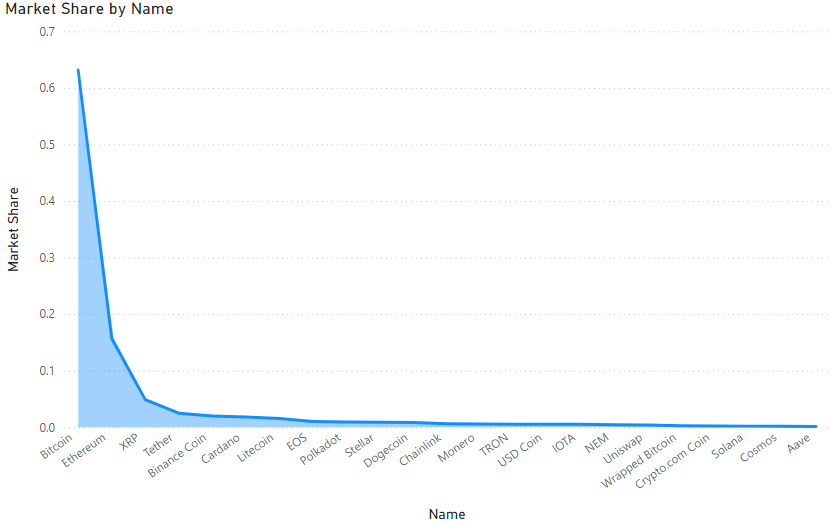 Market Share by Name
0.7
0.6
0.5
0.4
0.3
0.2
0.1
0.0
Market Share
Bitcoin
Ethereum
XRP
Tether
Binance Coin
Cardano
Litecoin
EOS
Polkadot
Stellar
Dogecoin
Chainlink
Monero
TRON
USD Coin
IOTA
NEM
Uniswap
Wrapped Bitcoin
Crypto.com Coin
Solana
Cosmos
Aave
Name